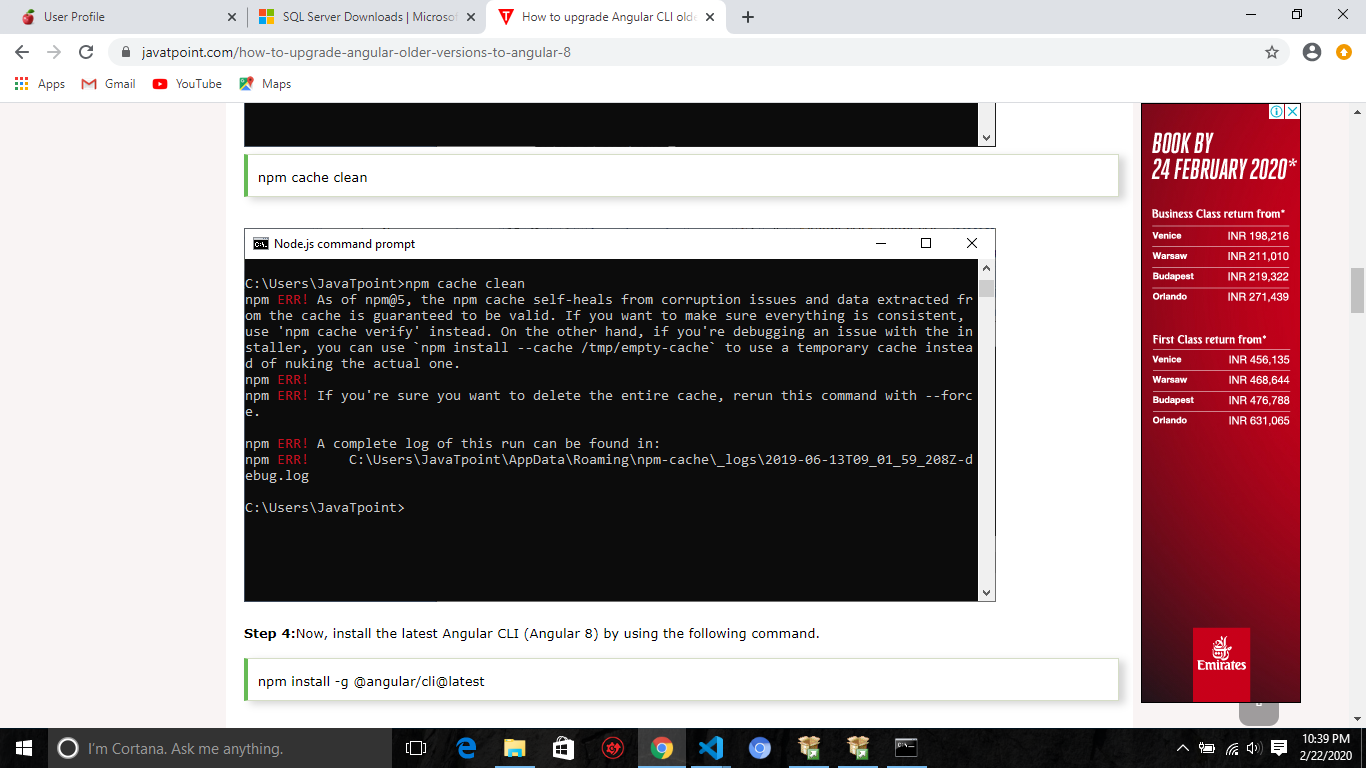 User Profile
SQL Server Downloads | Microsof
How to upgrade Angular CLI olde
javatpoint.com/how-to-upgrade-angular-older-versions-to-angular-8
Apps
Gmail
YouTube
Maps
npm cache clean
Node.js command prompt
C:\Users\JavaTpoint>npm cache clean
npm ERR! As of npm@5, the npm cache self-heals from corruption issues and data extracted fr
om the cache is guaranteed to be valid. If you want to make sure everything is consistent,
use 'npm cache verify' instead. On the other hand, if you're debugging an issue with the in
staller, you can use `npm install --cache /tmp/empty-cache` to use a temporary cache instea
d of nuking the actual one.
npm ERR!
npm ERR! If you're sure you want to delete the entire cache, rerun this command with --forc
e.
npm ERR! A complete log of this run can be found in:
npm ERR!     C:\Users\JavaTpoint\AppData\Roaming\npm-cache\_logs\2019-06-13T09_01_59_208Z-d
ebug.log
C:\Users\JavaTpoint>
Step 4:Now, install the latest Angular CLI (Angular 8) by using the following command.
npm install -g @angular/cli@latest
BOOK BY
24 FEBRUARY 2020*
Business Class return from*
Venice INR 198,216
Warsaw INR 211,010
Budapest INR 219,322
Orlando INR 271,439
First Class return from*
Venice INR 456,135
Warsaw INR 468,644
Budapest INR 476,788
Orlando INR 631,065
Emirates
I'm Cortana. Ask me anything.
10:39 PM
2/22/2020